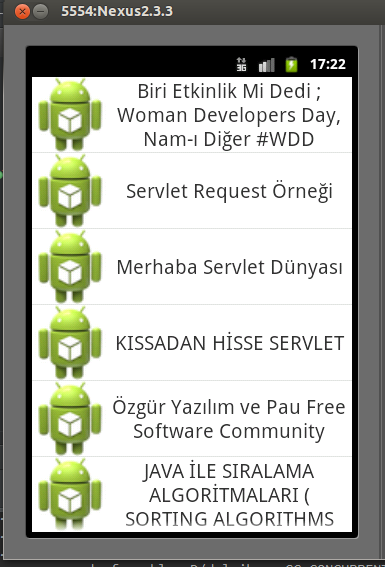 5554:Nexus2.3.3
3G 17:22
Biri Etkinlik Mi Dedi ;
Woman Developers Day,
Nam-ı Diğer #WDD
Servlet Request Örneği
Merhaba Servlet Dünyası
KISSADAN HİSSE SERVLET
Özgür Yazılım ve Pau Free
Software Community
JAVA İLE SIRALAMA
ALGORİTMALARI (
SORTING ALGORITHMS